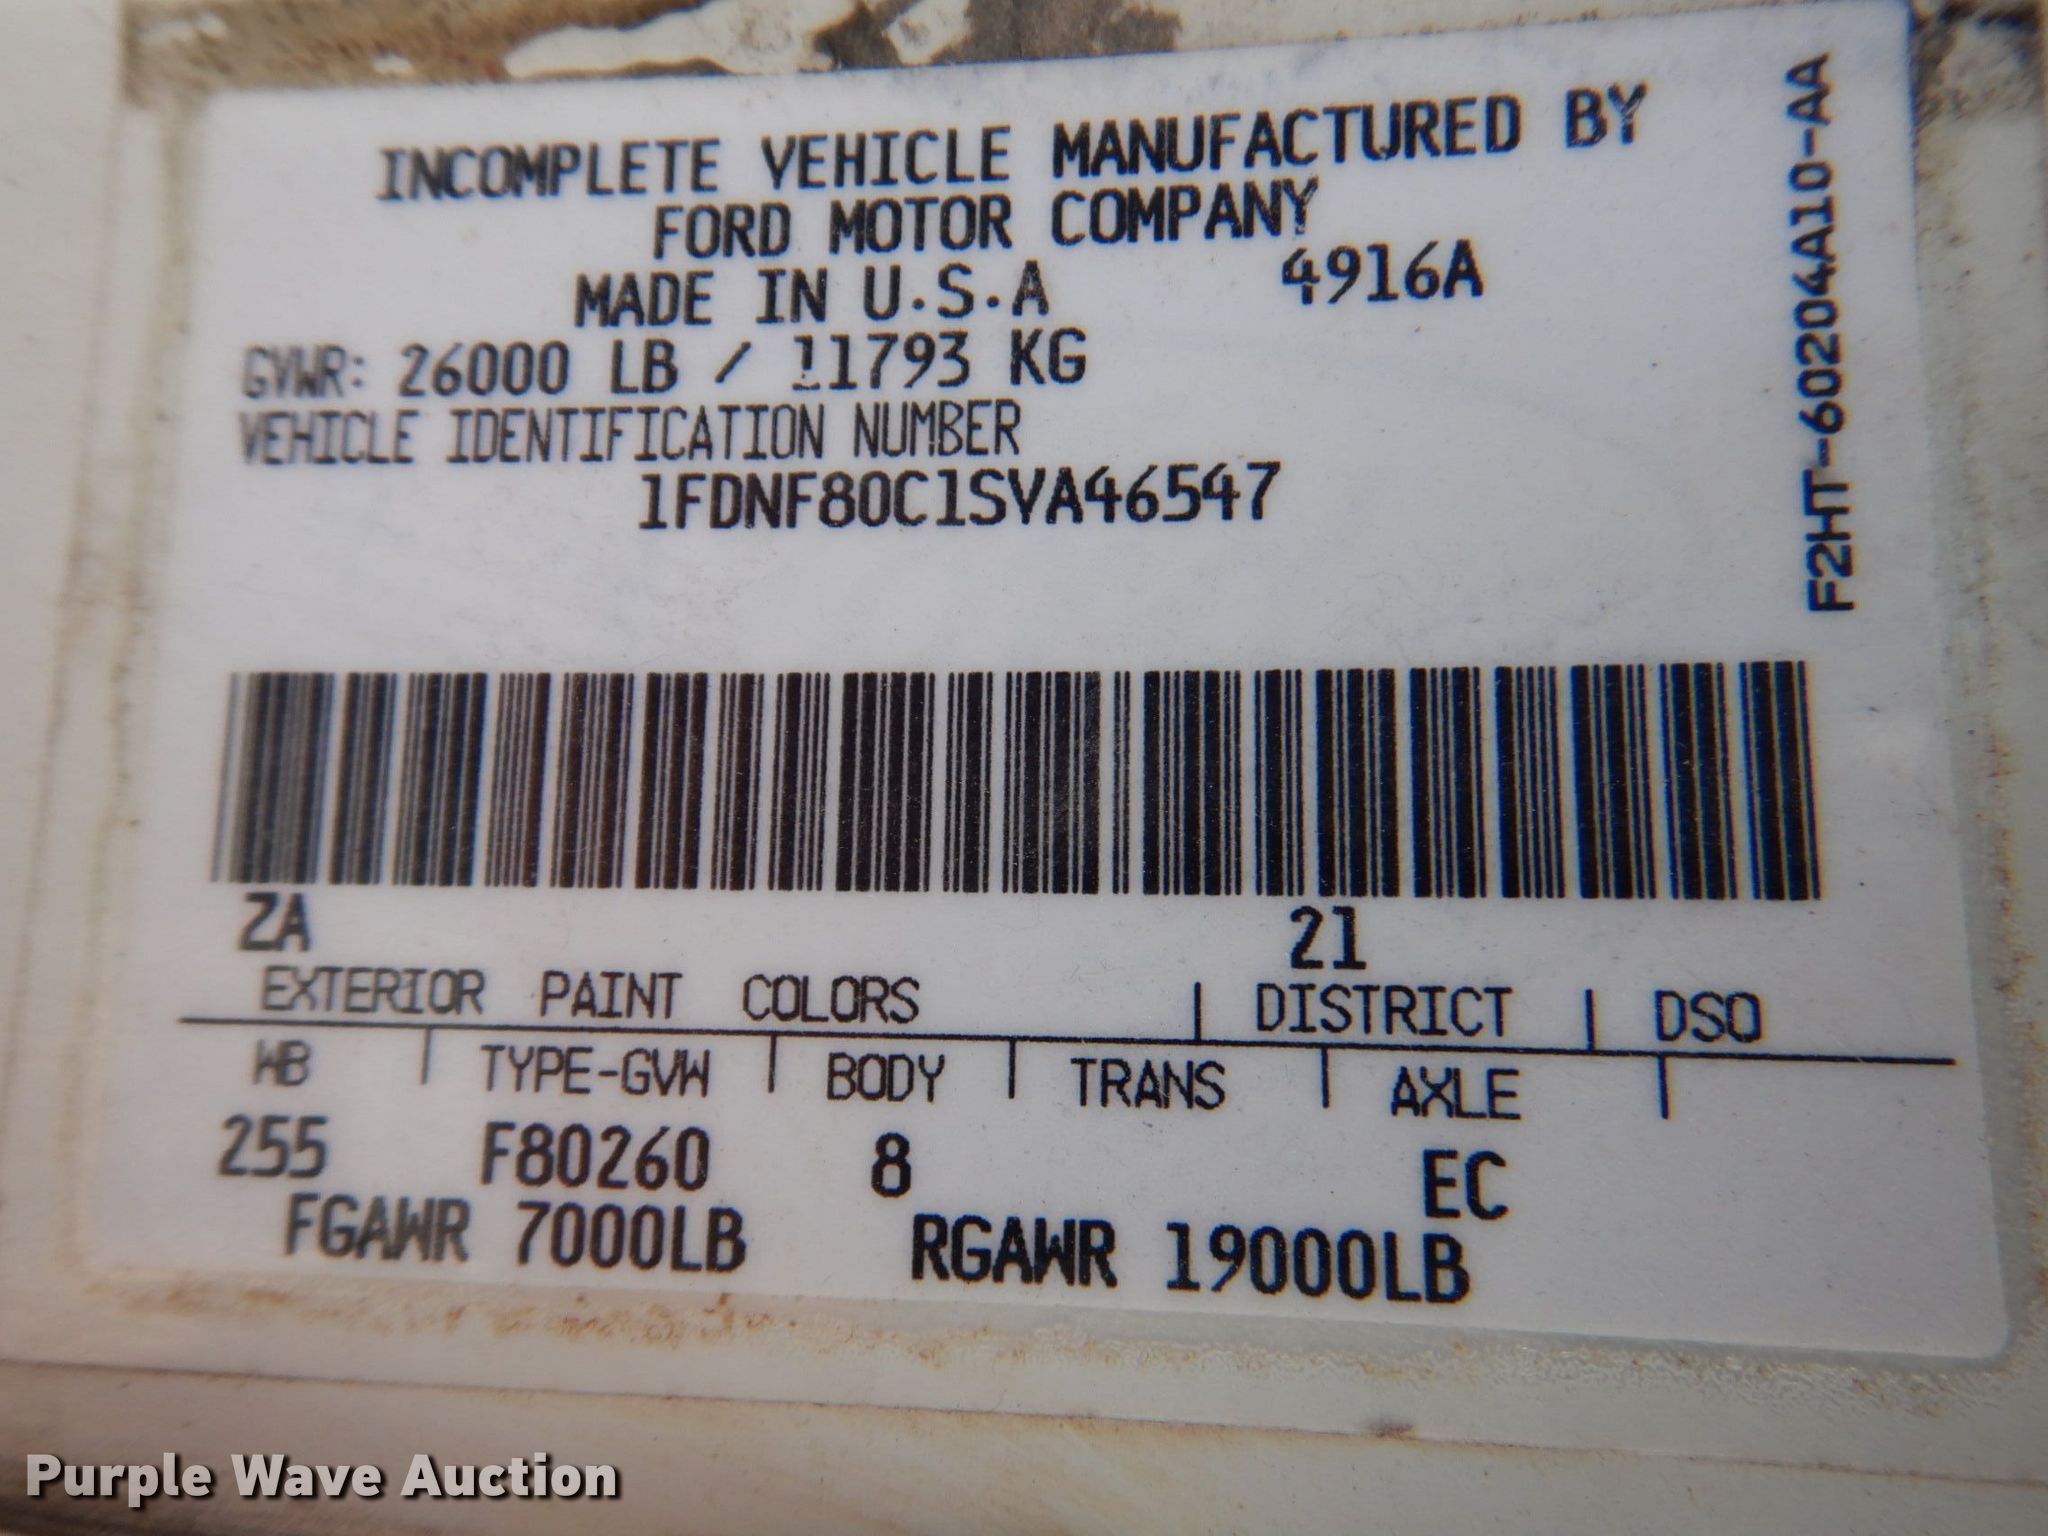 INCOMPLETE VEHICLE MANUFACTURED BY
FORD MOTOR COMPANY
MADE IN U.S.A 4916A
GVWR: 26000 LB / 11793 KG
VEHICLE IDENTIFICATION NUMBER
1FDNF80C1SVA46547
F2HT-60204A10-AA
ZA 21
EXTERIOR PAINT COLORS | DISTRICT | DSO
WB | TYPE-GVW | BODY | TRANS | AXLE |
255 F80260 8 EC
FGAWR 7000LB RGAWR 19000LB
Purple Wave Auction